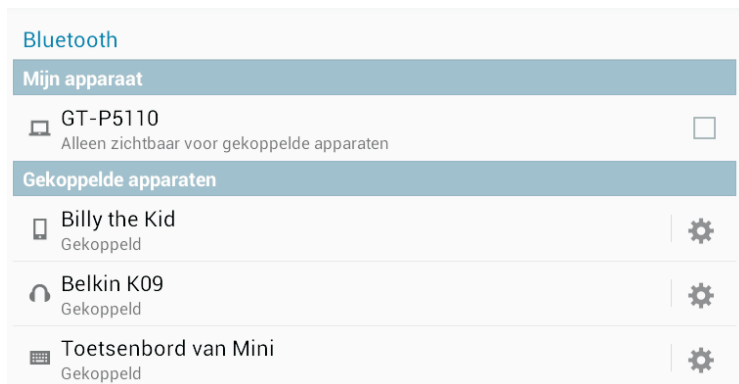 Bluetooth
Mijn apparaat
GT-P5110
Alleen zichtbaar voor gekoppelde apparaten
Gekoppelde apparaten
Billy the Kid
Gekoppeld
Belkin K09
Gekoppeld
Toetsenbord van Mini
Gekoppeld